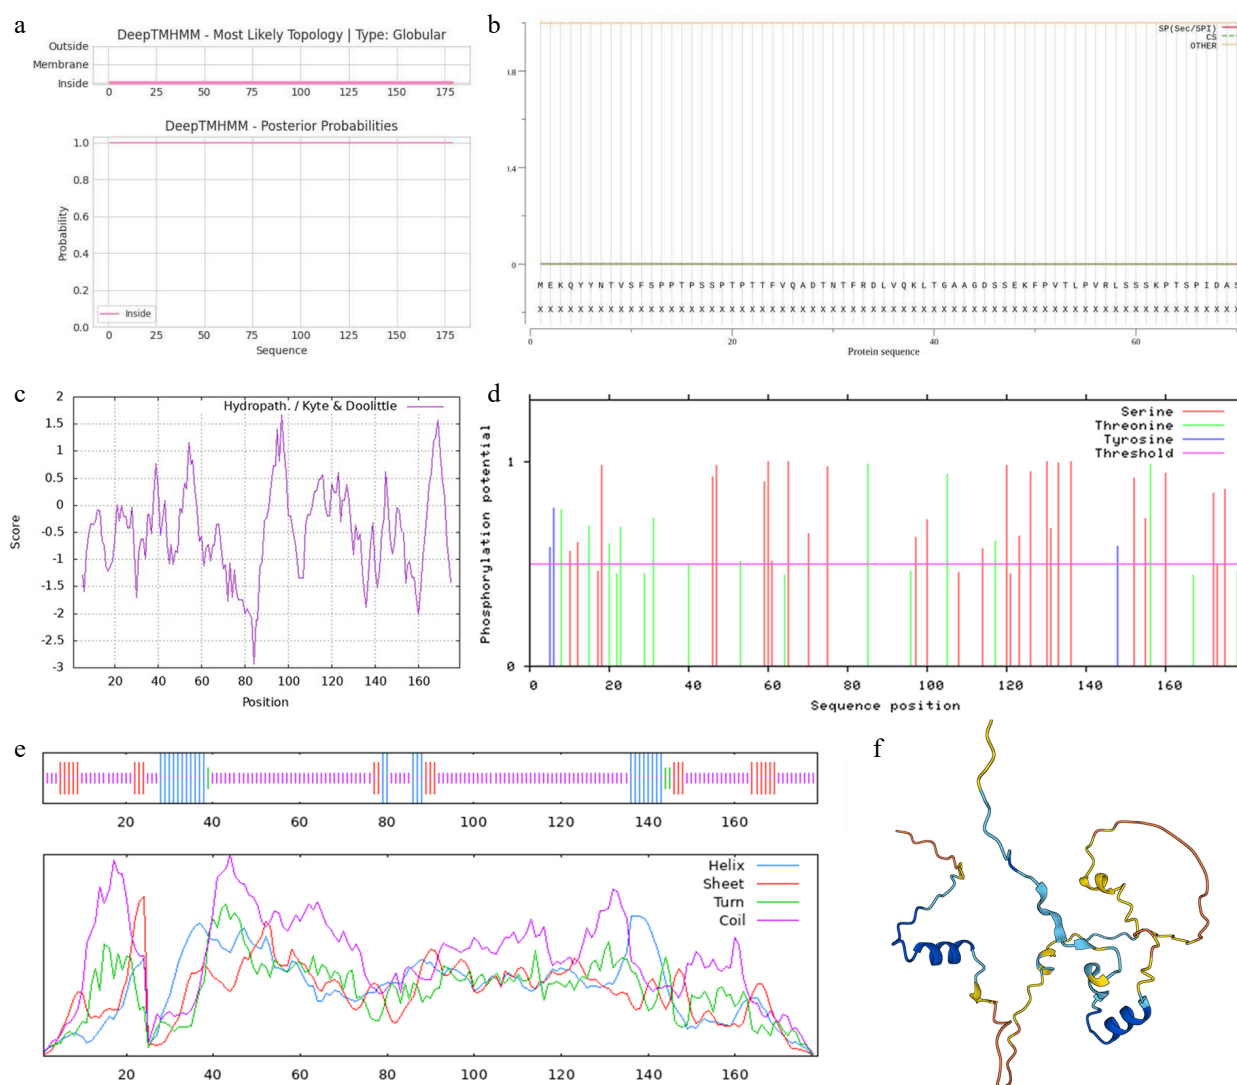 a
DeepTMHMM - Most Likely Topology | Type: Globular
Outside
Membrane
Inside
0 25 50 75 100 125 150 175
DeepTMHMM - Posterior Probabilities
1.0
0.8
0.6
0.4
0.2
0.0
Probability
Inside
0 25 50 75 100 125 150 175
Sequence
b
SP(Sec/SPI)
CS
OTHER
.8
.4
0
M E K Q Y Y N T V S F S P P T P S S P T P T T F V Q A D T N T F R D L V Q K L T G A A G D S S E K F P V T L P V R L S S S K P T S P I D A S
X X X X X X X X X X X X X X X X X X X X X X X X X X X X X X X X X X X X X X X X X X X X X X X X X X X X X X X X X X X X X X X X X X X X X X
0 20 40 60
Protein sequence
c
Hydropath. / Kyte & Doolittle
2
1.5
1
0.5
0
-0.5
-1
-1.5
-2
-2.5
-3
Score
20 40 60 80 100 120 140 160
Position
d
Serine
Threonine
Tyrosine
Threshold
Phosphorylation potential
1
0
0 20 40 60 80 100 120 140 160
Sequence position
e
20 40 60 80 100 120 140 160
Helix
Sheet
Turn
Coil
20 40 60 80 100 120 140 160
f